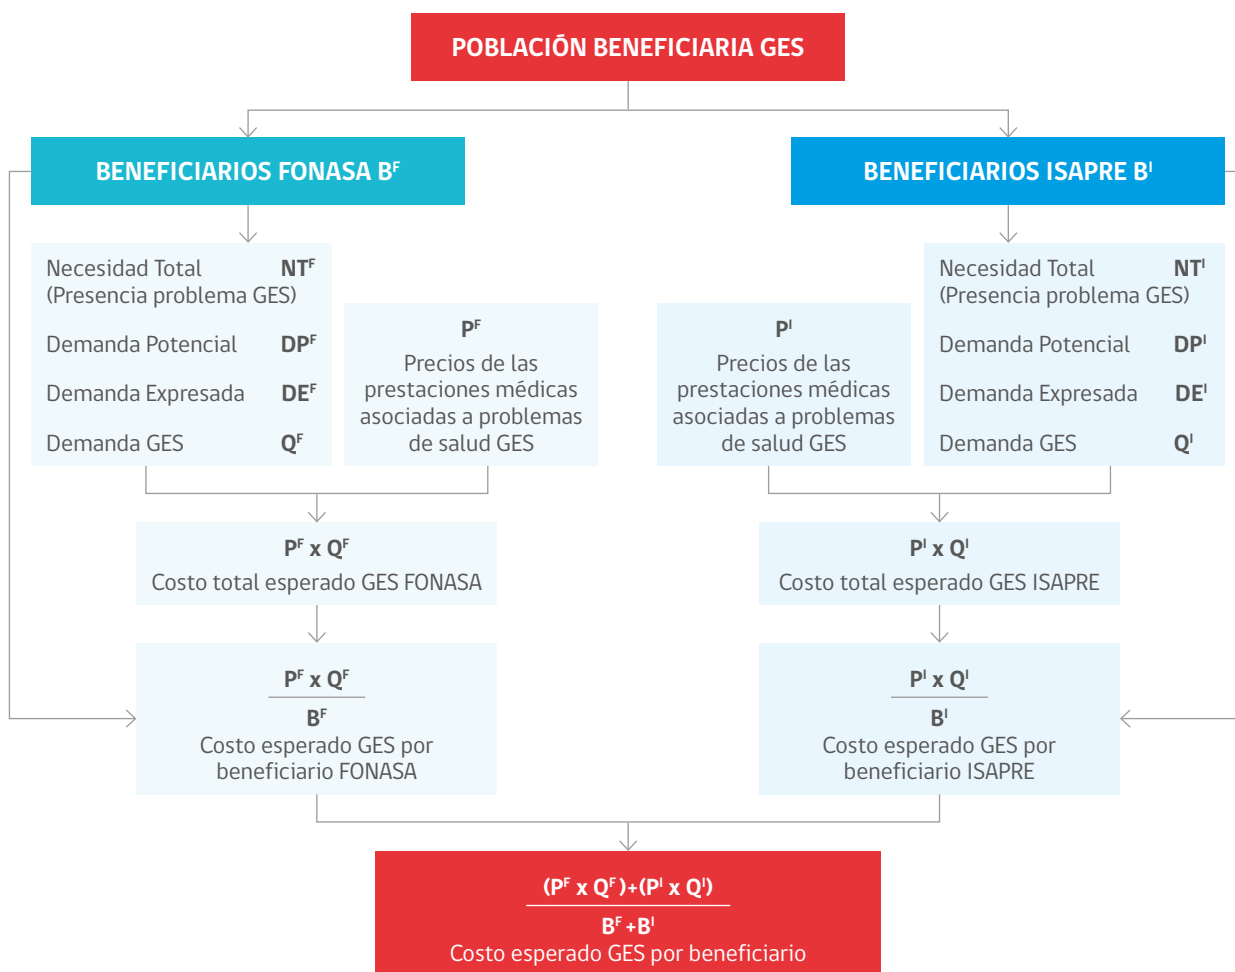 POBLACIÓN BENEFICIARIA GES
BENEFICIARIOS FONASA Bᶠ
BENEFICIARIOS ISAPRE Bᴵ
Necesidad Total NTᶠ
(Presencia problema GES)
Demanda Potencial DPᶠ
Demanda Expresada DEᶠ
Demanda GES Qᶠ
Pᶠ
Precios de las
prestaciones médicas
asociadas a problemas
de salud GES
Pᴵ
Precios de las
prestaciones médicas
asociadas a problemas
de salud GES
Necesidad Total NTᴵ
(Presencia problema GES)
Demanda Potencial DPᴵ
Demanda Expresada DEᴵ
Demanda GES Qᴵ
Pᶠ x Qᶠ
Costo total esperado GES FONASA
Pᴵ x Qᴵ
Costo total esperado GES ISAPRE
Pᶠ x Qᶠ
Bᶠ
Costo esperado GES por
beneficiario FONASA
Pᴵ x Qᴵ
Bᴵ
Costo esperado GES por
beneficiario ISAPRE
(Pᶠ x Qᶠ)+(Pᴵ x Qᴵ)
Bᶠ+Bᴵ
Costo esperado GES por beneficiario